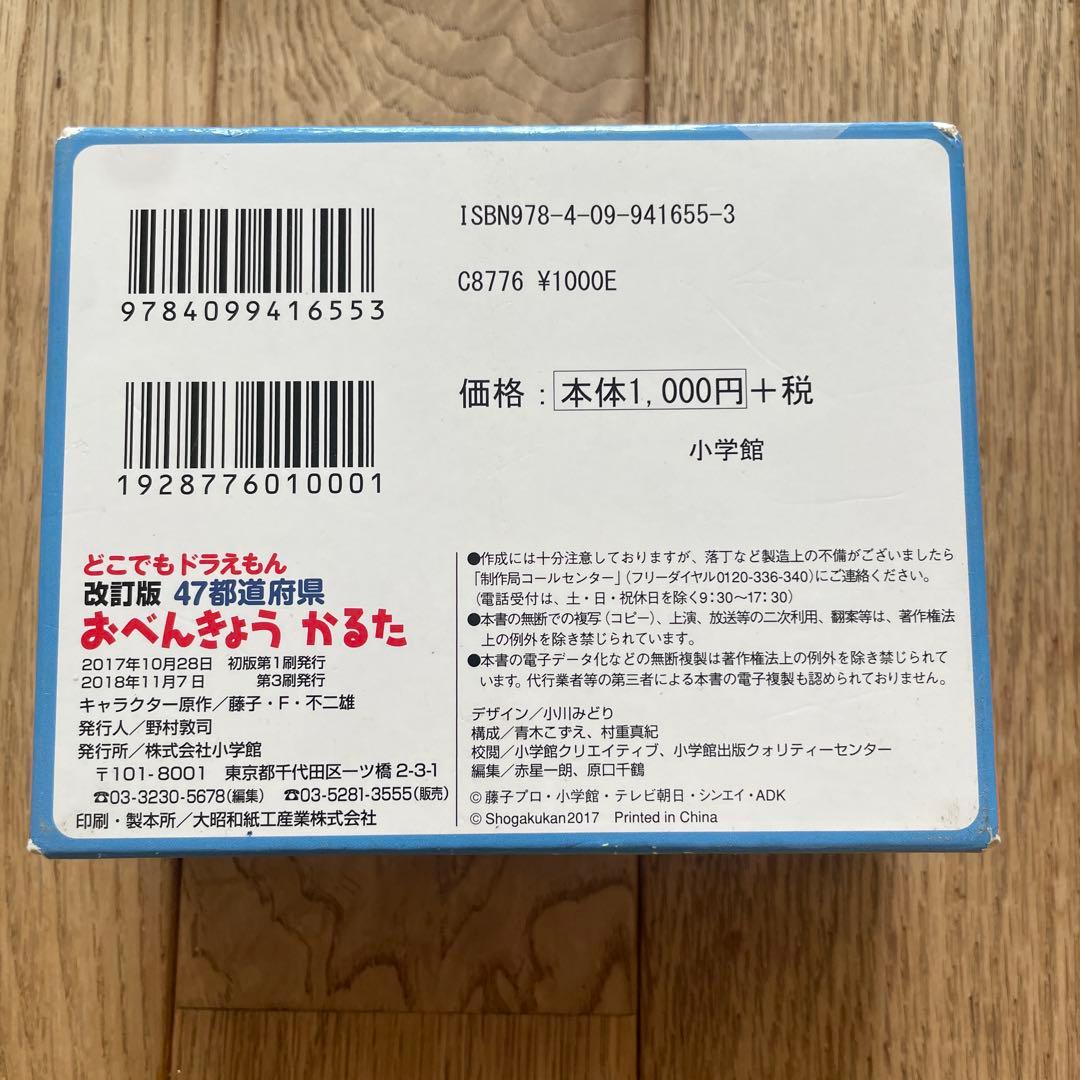 9784099416553
1928776010001
ISBN978-4-09-941655-3
C8776 ¥1000E
価格：本体1,000円＋税
小学館
どこでもドラえもん
改訂版 47都道府県
おべんきょう かるた
2017年10月28日 初版第1刷発行
2018年11月7日 第3刷発行
キャラクター原作／藤子・F・不二雄
発行人／野村敦司
発行所／株式会社小学館
〒101-8001 東京都千代田区一ツ橋2-3-1
☎03-3230-5678(編集) ☎03-5281-3555(販売)
印刷・製本所／大昭和紙工産業株式会社
●作成には十分注意しておりますが、落丁など製造上の不備がございましたら
「制作局コールセンター」(フリーダイヤル0120-336-340)にご連絡ください。
(電話受付は、土・日・祝休日を除く9:30〜17:30)
●本書の無断での複写(コピー)、上演、放送等の二次利用、翻案等は、著作権法
上の例外を除き禁じられています。
●本書の電子データ化などの無断複製は著作権法上の例外を除き禁じられて
います。代行業者等の第三者による本書の電子複製も認められておりません。
デザイン／小川みどり
構成／青木こずえ、村重真紀
校閲／小学館クリエイティブ、小学館出版クォリティーセンター
編集／赤星一朗、原口千鶴
©藤子プロ・小学館・テレビ朝日・シンエイ・ADK
©Shogakukan2017 Printed in China